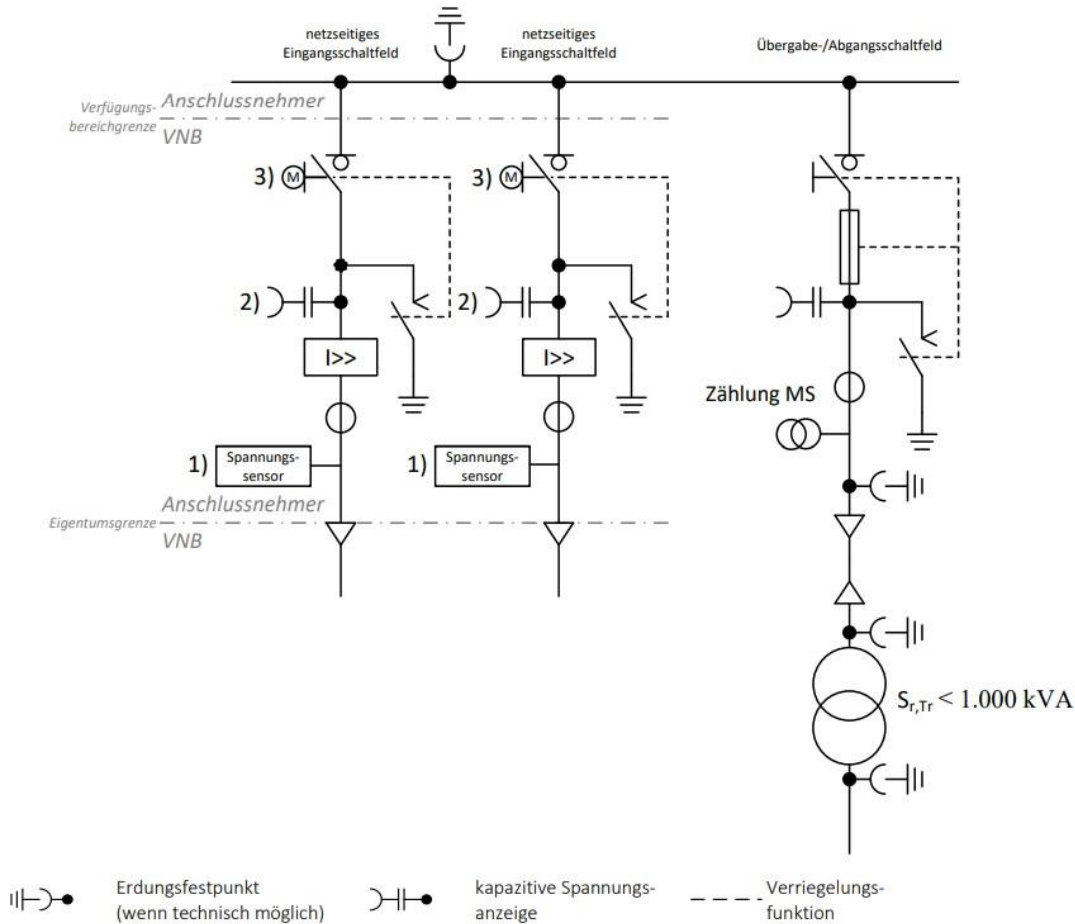 netzseitiges
Eingangsschaltfeld
netzseitiges
Eingangsschaltfeld
Übergabe-/Abgangsschaltfeld
Verfügungs-
bereichgrenze
Anschlussnehmer
VNB
3)
M
3)
M
2)
2)
I>>
I>>
Zählung MS
1)
Spannungs-
sensor
1)
Spannungs-
sensor
Eigentumsgrenze
Anschlussnehmer
VNB
Sr,Tr < 1.000 kVA
Erdungsfestpunkt
(wenn technisch möglich)
kapazitive Spannungs-
anzeige
Verriegelungs-
funktion